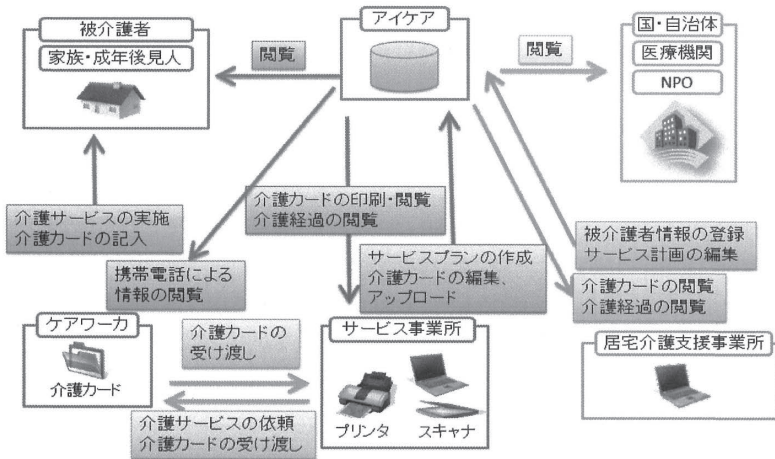 被介護者
家族・成年後見人
アイケア
国・自治体
医療機関
NPO
閲覧
閲覧
介護サービスの実施
介護カードの記入
介護カードの印刷・閲覧
介護経過の閲覧
被介護者情報の登録
サービス計画の編集
携帯電話による
情報の閲覧
サービスプランの作成
介護カードの編集、
アップロード
介護カードの閲覧
介護経過の閲覧
ケアワーカ
介護カード
介護カードの
受け渡し
サービス事業所
プリンタ
スキャナ
居宅介護支援事業所
介護サービスの依頼
介護カードの受け渡し